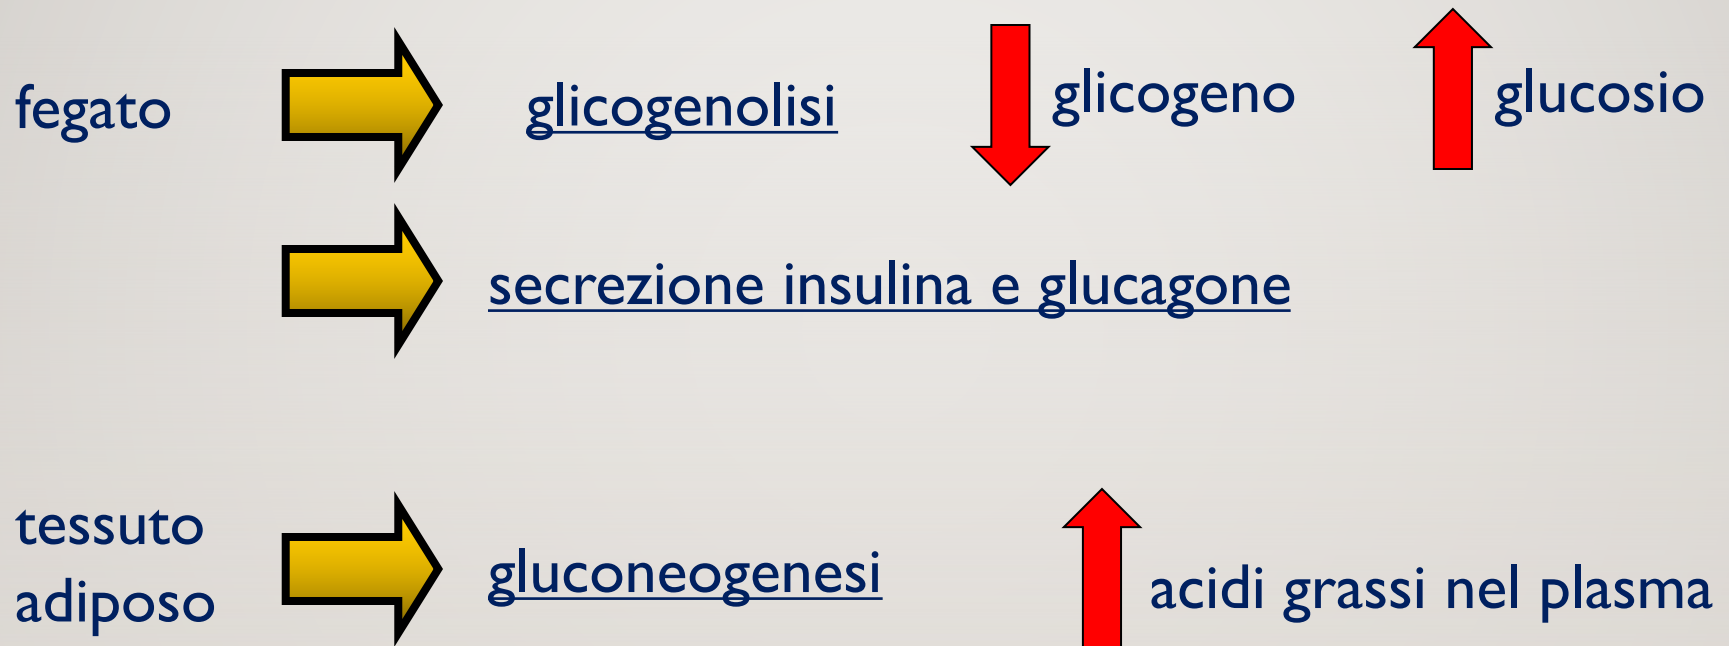 fegato glicogenolisi glicogeno glucosio
secrezione insulina e glucagone
tessuto
adiposo gluconeogenesi acidi grassi nel plasma